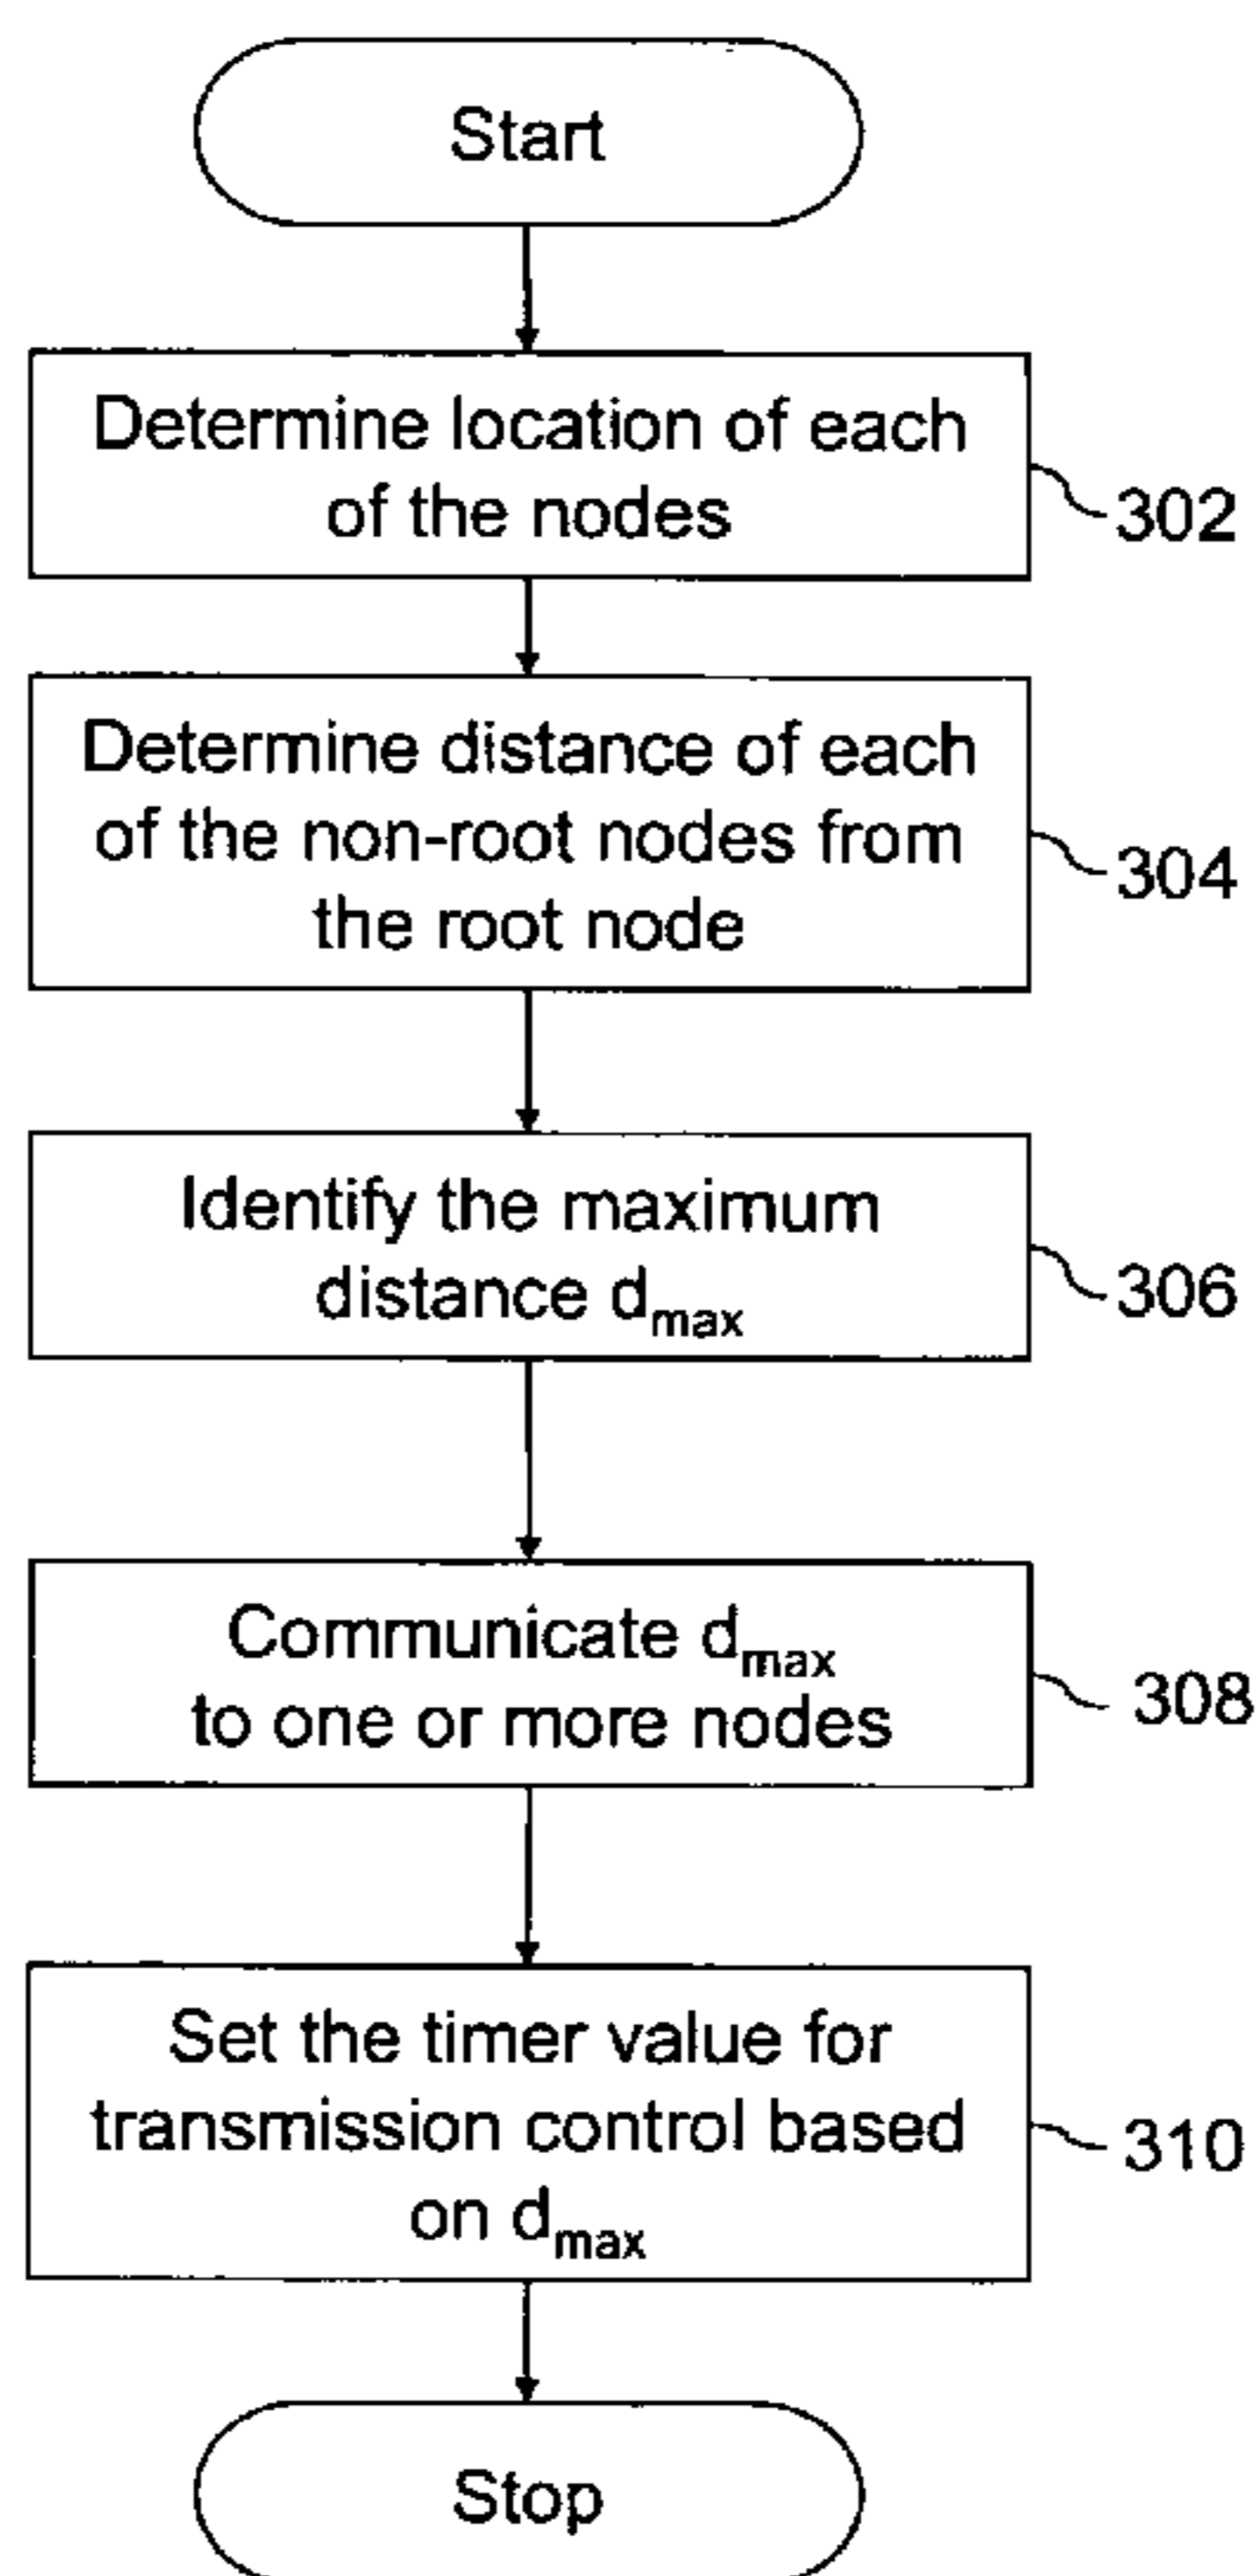 Start
Determine location of each
of the nodes
302
Determine distance of each
of the non-root nodes from
the root node
304
Identify the maximum
distance dmax
306
Communicate dmax
to one or more nodes
308
Set the timer value for
transmission control based
on dmax
310
Stop